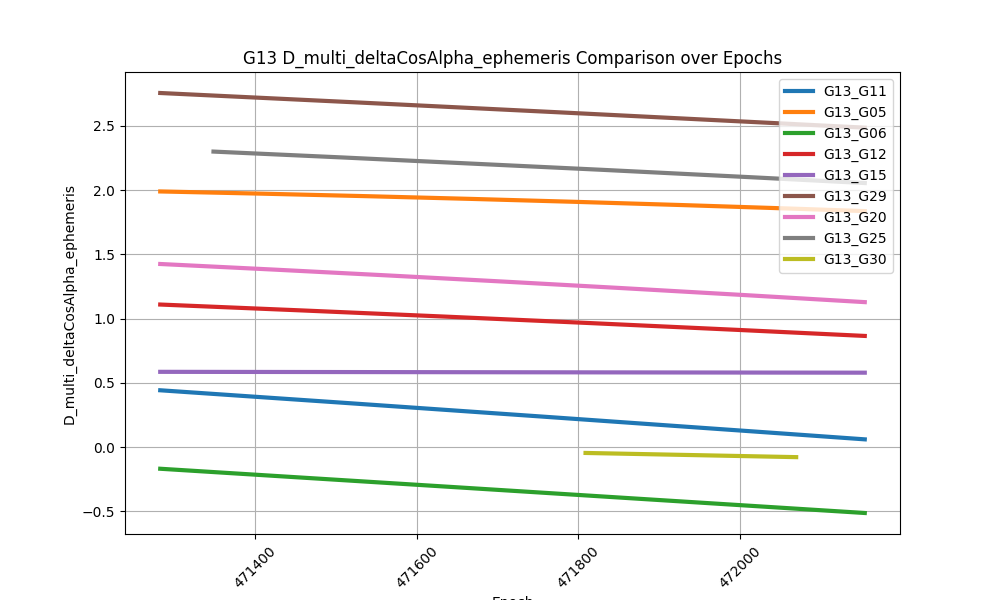 G13 D_multi_deltaCosAlpha_ephemeris Comparison over Epochs
D_multi_deltaCosAlpha_ephemeris
2.5
2.0
1.5
1.0
0.5
0.0
−0.5
G13_G11
G13_G05
G13_G06
G13_G12
G13_G15
G13_G29
G13_G20
G13_G25
G13_G30
471400
471600
471800
472000
Epoch